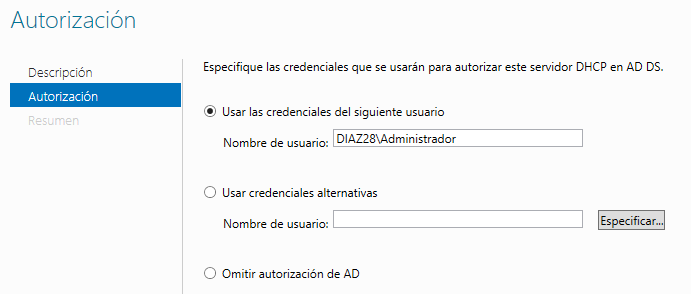 Autorización
Descripción
Autorización
Resumen
Especifique las credenciales que se usarán para autorizar este servidor DHCP en AD DS.
Usar las credenciales del siguiente usuario
Nombre de usuario: DIAZ28\Administrador
Usar credenciales alternativas
Nombre de usuario: Especificar...
Omitir autorización de AD